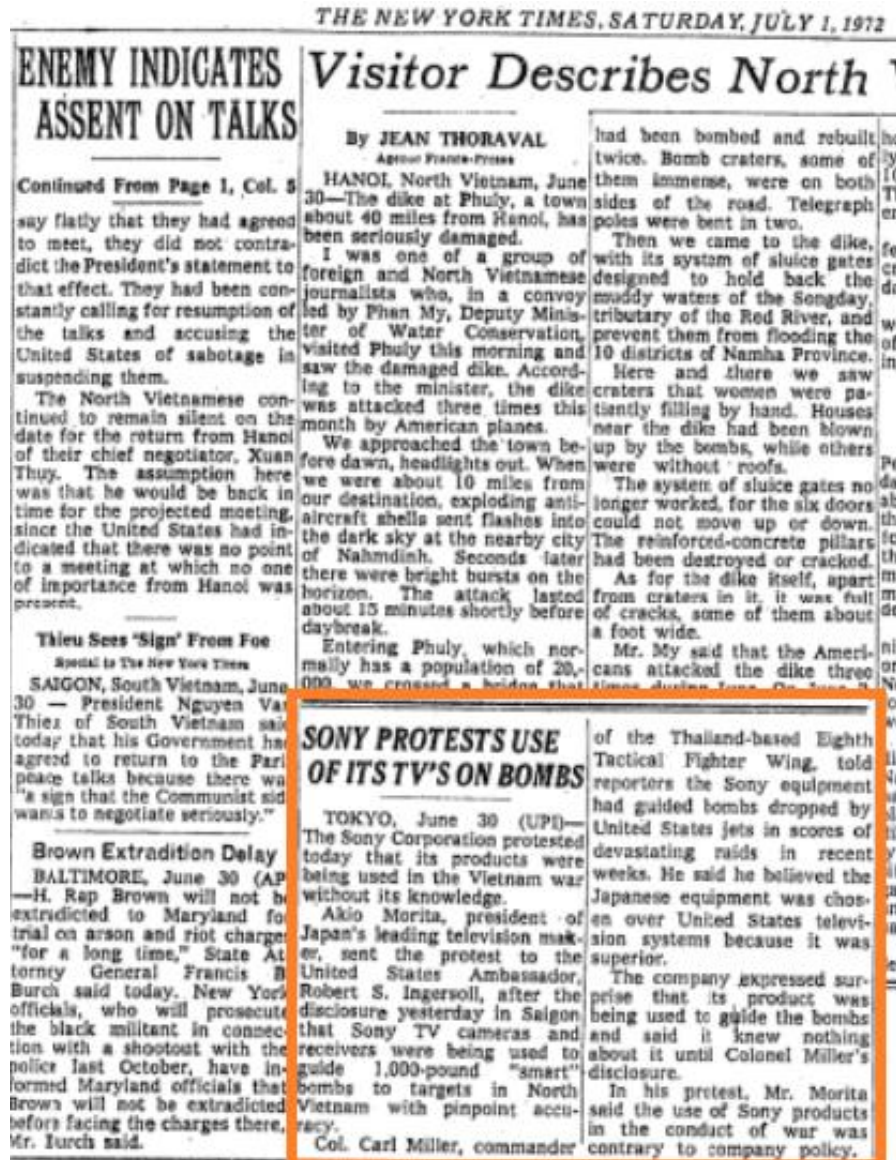 THE NEW YORK TIMES, SATURDAY, JULY 1, 1972
ENEMY INDICATES
ASSENT ON TALKS
Continued From Page 1, Col. 5
say flatly that they had agreed
to meet, they did not contra-
dict the President's statement to
that effect. They had been con-
stantly calling for resumption of
the talks and accusing the
United States of sabotage in
suspending them.
The North Vietnamese con-
tinued to remain silent on the
date for the return from Hanoi
of their chief negotiator, Xuan
Thuy. The assumption here
was that he would be back in
time for the projected meeting,
since the United States had in-
dicated that there was no point
to a meeting at which no one
of importance from Hanoi was
present.
Thieu Sees 'Sign' From Foe
Special to The New York Times
SAIGON, South Vietnam, June
30 — President Nguyen Va
Thieu of South Vietnam sai
today that his Government ha
agreed to return to the Pari
peace talks because there wa
"a sign that the Communist sid
wants to negotiate seriously."
Brown Extradition Delay
BALTIMORE, June 30 (AP
—H. Rap Brown will not b
extradicted to Maryland fo
trial on arson and riot charge
"for a long time," State At
torney General Francis B
Burch said today. New York
officials, who will prosecute
the black militant in connec-
tion with a shootout with the
police last October, have in-
formed Maryland officials that
Brown will not be extradicted
before facing the charges there,
Mr. Burch said.
Visitor Describes North
By JEAN THORAVAL
Agence France-Presse
HANOI, North Vietnam, June
30—The dike at Phuly, a town
about 40 miles from Hanoi, has
been seriously damaged.
I was one of a group of
foreign and North Vietnamese
journalists who, in a convoy
led by Phan My, Deputy Minis-
ter of Water Conservation,
visited Phuly this morning and
saw the damaged dike. Accord-
ing to the minister, the dike
was attacked three times this
month by American planes.
We approached the town be-
fore dawn, headlights out. When
we were about 10 miles from
our destination, exploding anti-
aircraft shells sent flashes into
the dark sky at the nearby city
of Nahmdinh. Seconds later
there were bright bursts on the
horizon. The attack lasted
about 15 minutes shortly before
daybreak.
Entering Phuly, which nor-
mally has a population of 20,-
000, we crossed a bridge that
had been bombed and rebuilt
twice. Bomb craters, some of
them immense, were on both
sides of the road. Telegraph
poles were bent in two.
Then we came to the dike,
with its system of sluice gates
designed to hold back the
muddy waters of the Songday,
tributary of the Red River, and
prevent them from flooding the
10 districts of Namha Province.
Here and there we saw
craters that women were pa-
tiently filling by hand. Houses
near the dike had been blown
up by the bombs, while others
were without roofs.
The system of sluice gates no
longer worked, for the six doors
could not move up or down.
The reinforced-concrete pillars
had been destroyed or cracked.
As for the dike itself, apart
from craters in it, it was full
of cracks, some of them about
a foot wide.
Mr. My said that the Ameri-
cans attacked the dike three
times during June. On June
SONY PROTESTS USE
OF ITS TV'S ON BOMBS
TOKYO, June 30 (UPI)—
The Sony Corporation protested
today that its products were
being used in the Vietnam war
without its knowledge.
Akio Morita, president of
Japan's leading television mak-
er, sent the protest to the
United States Ambassador,
Robert S. Ingersoll, after the
disclosure yesterday in Saigon
that Sony TV cameras and
receivers were being used to
guide 1,000-pound "smart"
bombs to targets in North
Vietnam with pinpoint accu-
racy.
Col. Carl Miller, commander
of the Thailand-based Eighth
Tactical Fighter Wing, told
reporters the Sony equipment
had guided bombs dropped by
United States jets in scores of
devastating raids in recent
weeks. He said he believed the
Japanese equipment was chos-
en over United States televi-
sion systems because it was
superior.
The company expressed sur-
prise that its product was
being used to guide the bombs
and said it knew nothing
about it until Colonel Miller's
disclosure.
In his protest, Mr. Morita
said the use of Sony products
in the conduct of war was
contrary to company policy.